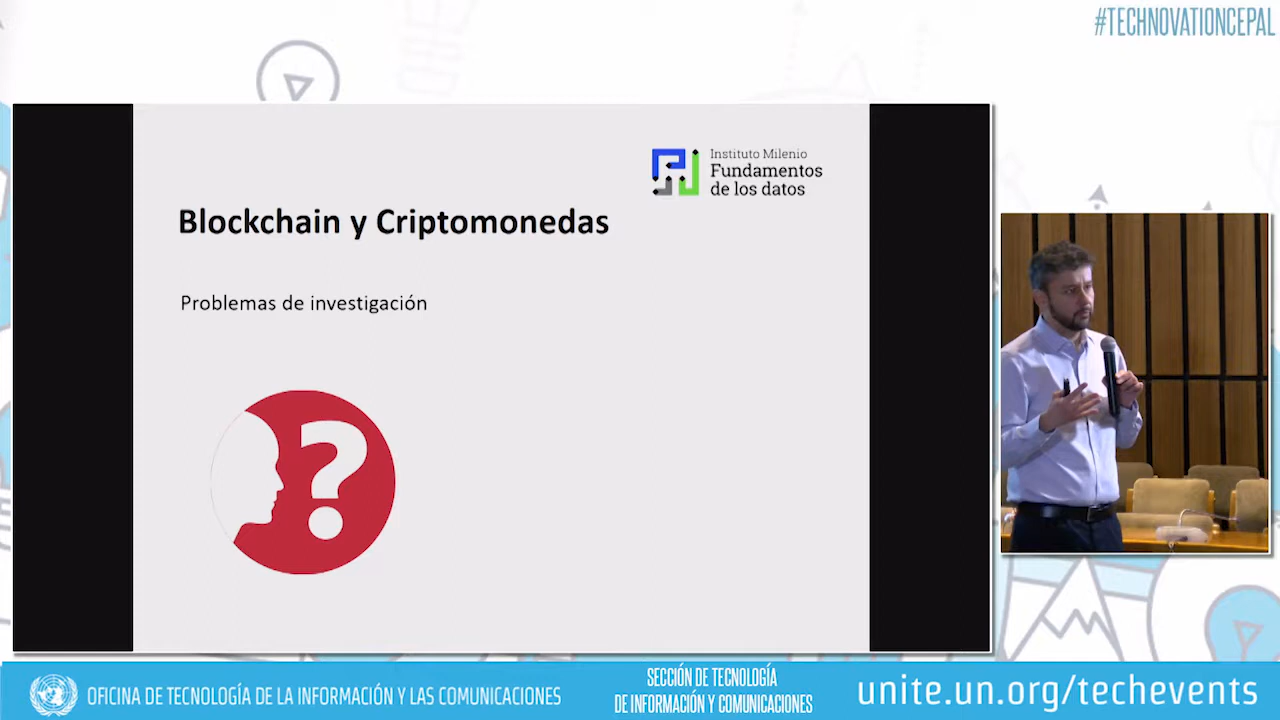 #TECHNOVATIONCEPAL
Instituto Milenio
Fundamentos
de los datos
Blockchain y Criptomonedas
Problemas de investigación
?
OFICINA DE TECNOLOGÍA DE LA INFORMACIÓN Y LAS COMUNICACIONES
SECCIÓN DE TECNOLOGÍA
DE INFORMACIÓN Y COMUNICACIONES
unite.un.org/techevents